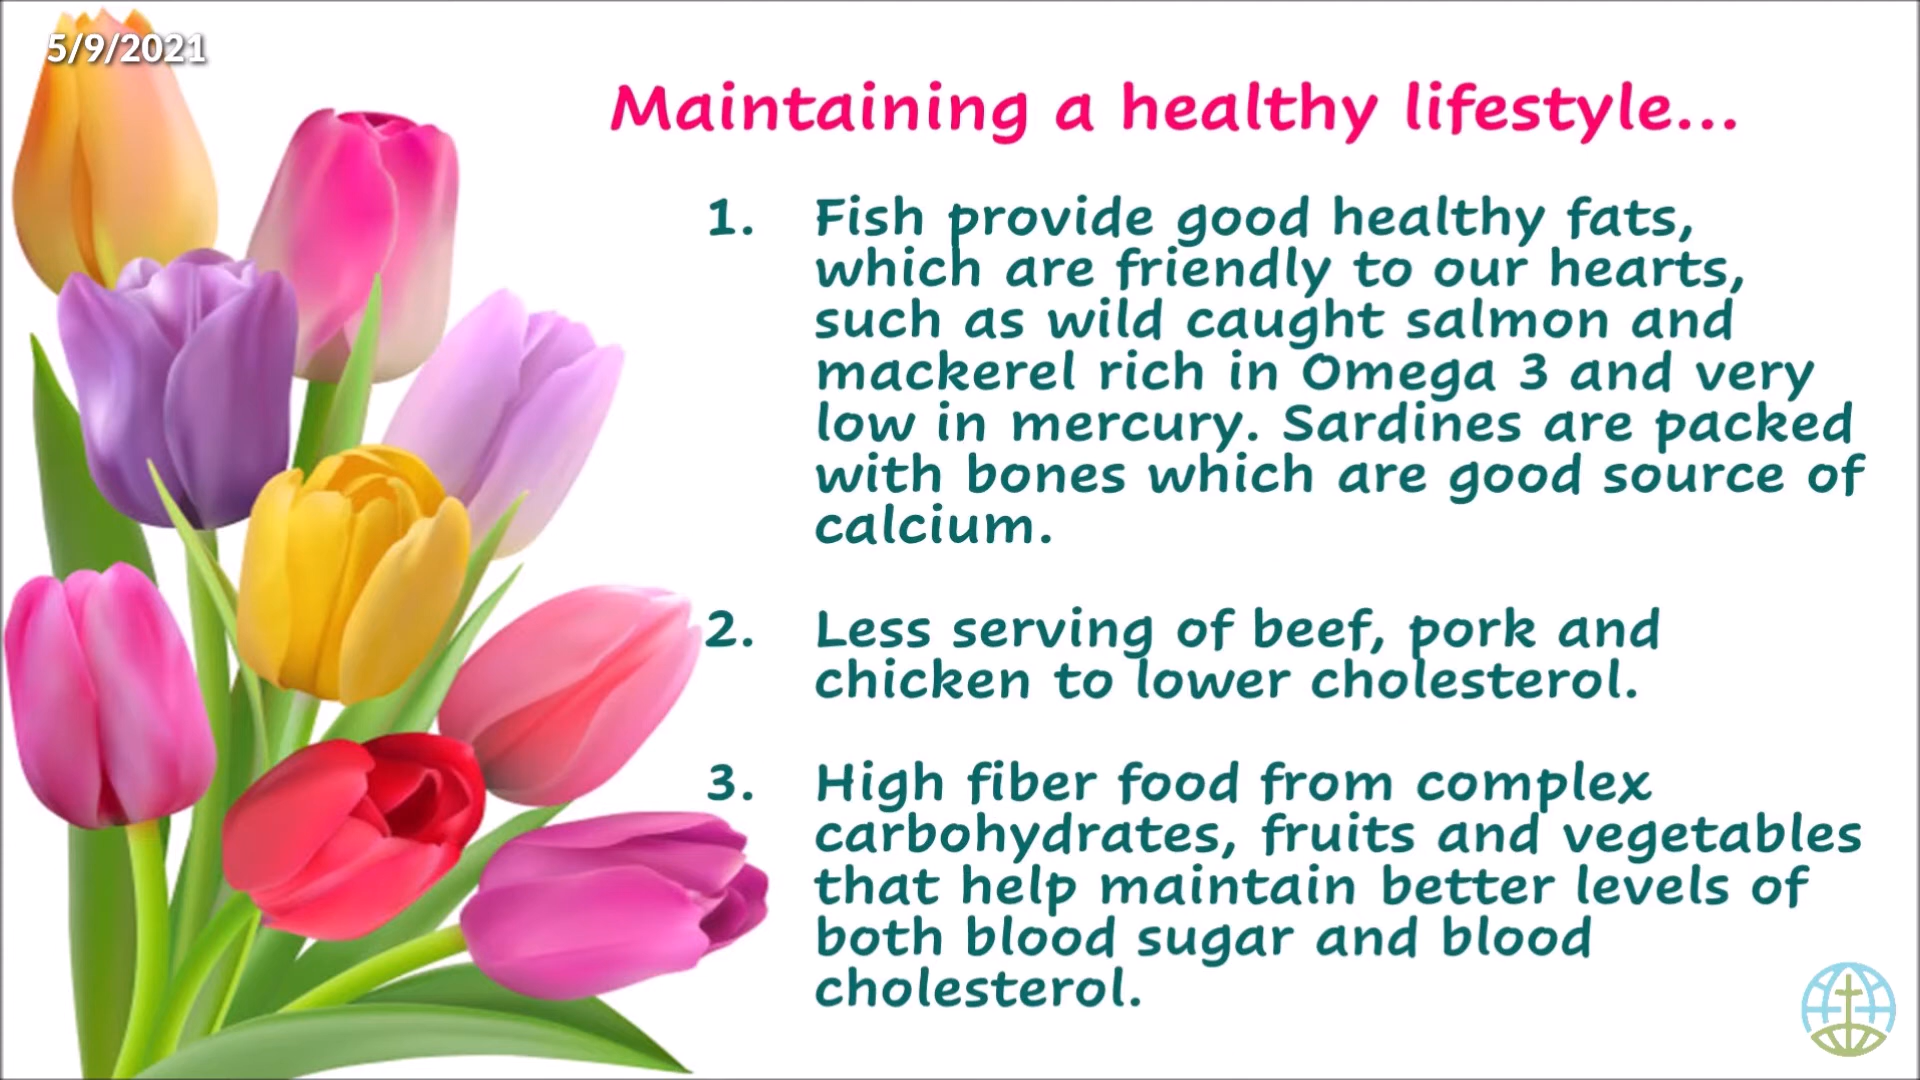 5/9/2021
Maintaining a healthy lifestyle...
1. Fish provide good healthy fats,
which are friendly to our hearts,
such as wild caught salmon and
mackerel rich in Omega 3 and very
low in mercury. Sardines are packed
with bones which are good source of
calcium.
2. Less serving of beef, pork and
chicken to lower cholesterol.
3. High fiber food from complex
carbohydrates, fruits and vegetables
that help maintain better levels of
both blood sugar and blood
cholesterol.